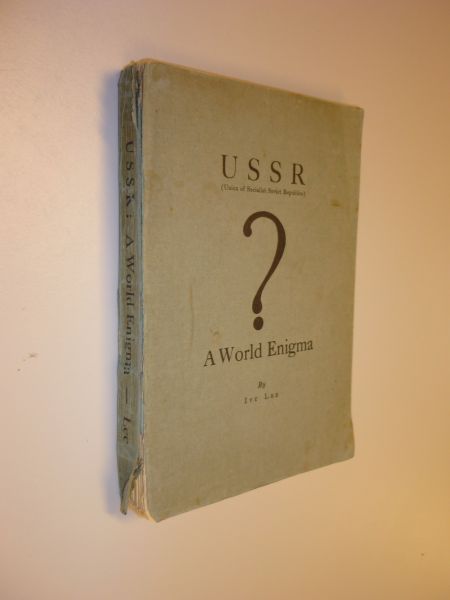 USSR
(Union of Socialist Soviet Republics)
?
A World Enigma
By
Ivy Lee
USSR: A World Enigma — Lee